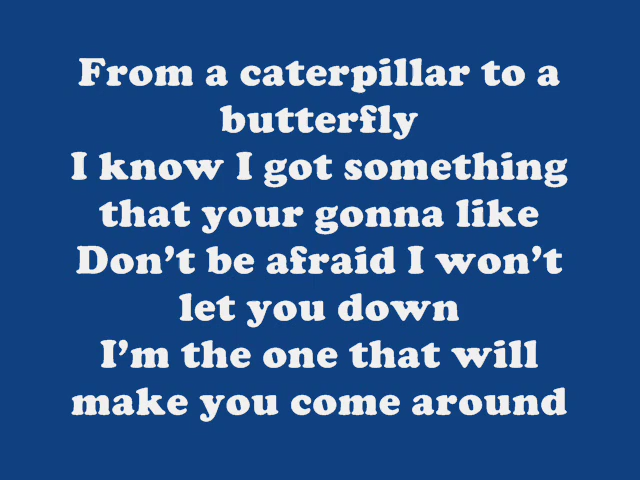 From a caterpillar to a
butterfly
I know I got something
that your gonna like
Don't be afraid I won't
let you down
I'm the one that will
make you come around